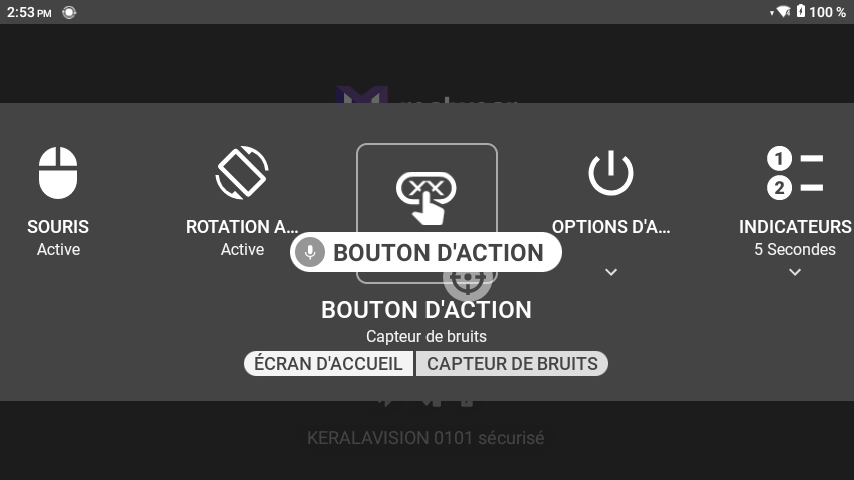 2:53 PM
100 %
SOURIS
Active
ROTATION A...
Active
BOUTON D'ACTION
OPTIONS D'A...
INDICATEURS
5 Secondes
BOUTON D'ACTION
Capteur de bruits
ÉCRAN D'ACCUEIL
CAPTEUR DE BRUITS
KERALAVISION 0101 sécurisé